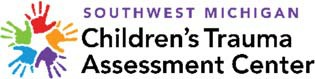 SOUTHWEST MICHIGAN
Children's Trauma
Assessment Center